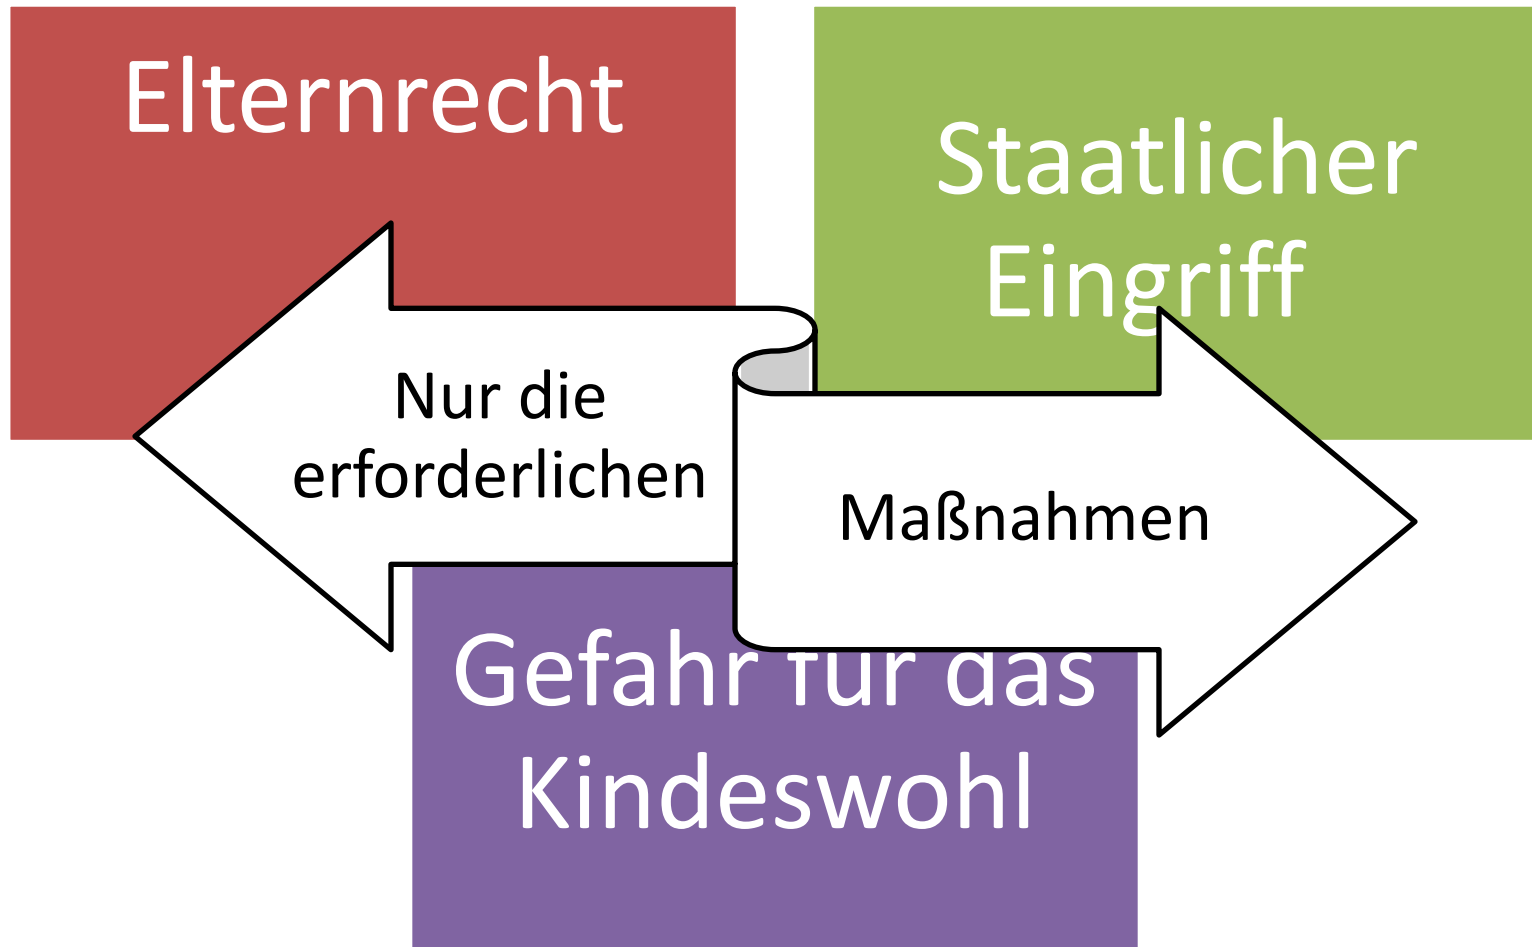 Elternrecht
Staatlicher
Eingriff
Nur die
erforderlichen
Maßnahmen
Gefahr für das
Kindeswohl